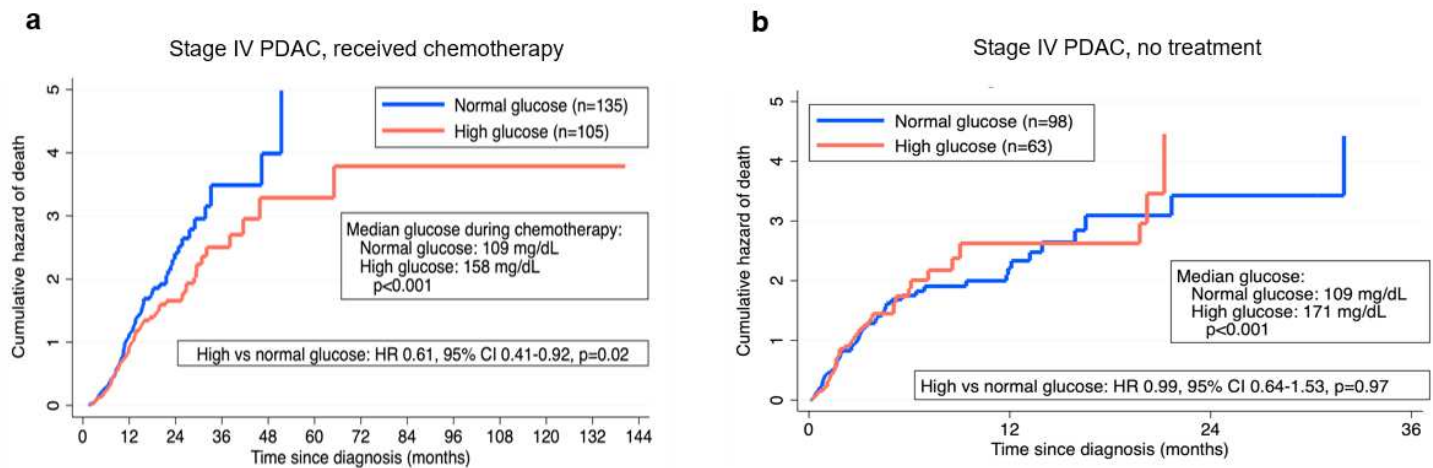 a
Stage IV PDAC, received chemotherapy
Cumulative hazard of death
5
4
3
2
1
0
Normal glucose (n=135)
High glucose (n=105)
Median glucose during chemotherapy:
Normal glucose: 109 mg/dL
High glucose: 158 mg/dL
p<0.001
High vs normal glucose: HR 0.61, 95% CI 0.41-0.92, p=0.02
0 12 24 36 48 60 72 84 96 108 120 132 144
Time since diagnosis (months)
b
Stage IV PDAC, no treatment
Cumulative hazard of death
5
4
3
2
1
0
Normal glucose (n=98)
High glucose (n=63)
Median glucose:
Normal glucose: 109 mg/dL
High glucose: 171 mg/dL
p<0.001
High vs normal glucose: HR 0.99, 95% CI 0.64-1.53, p=0.97
0 12 24 36
Time since diagnosis (months)